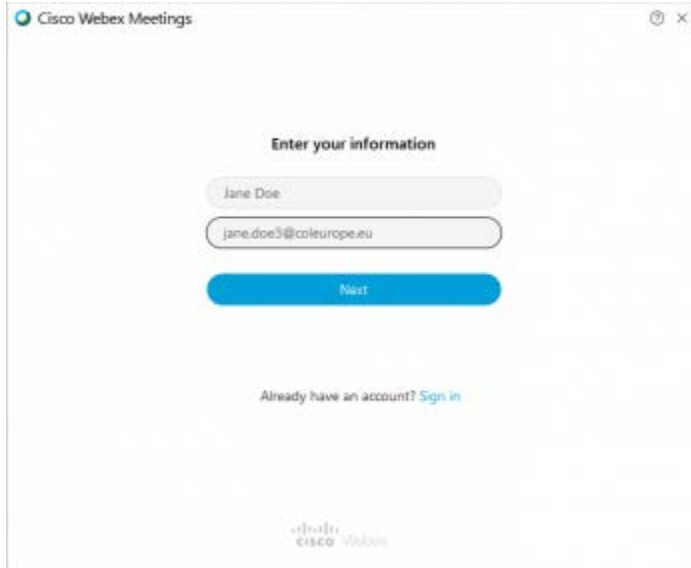 Cisco Webex Meetings
Enter your information
Jane Doe
jane.doe3@coleurope.eu
Next
Already have an account? Sign in
CISCO Webex